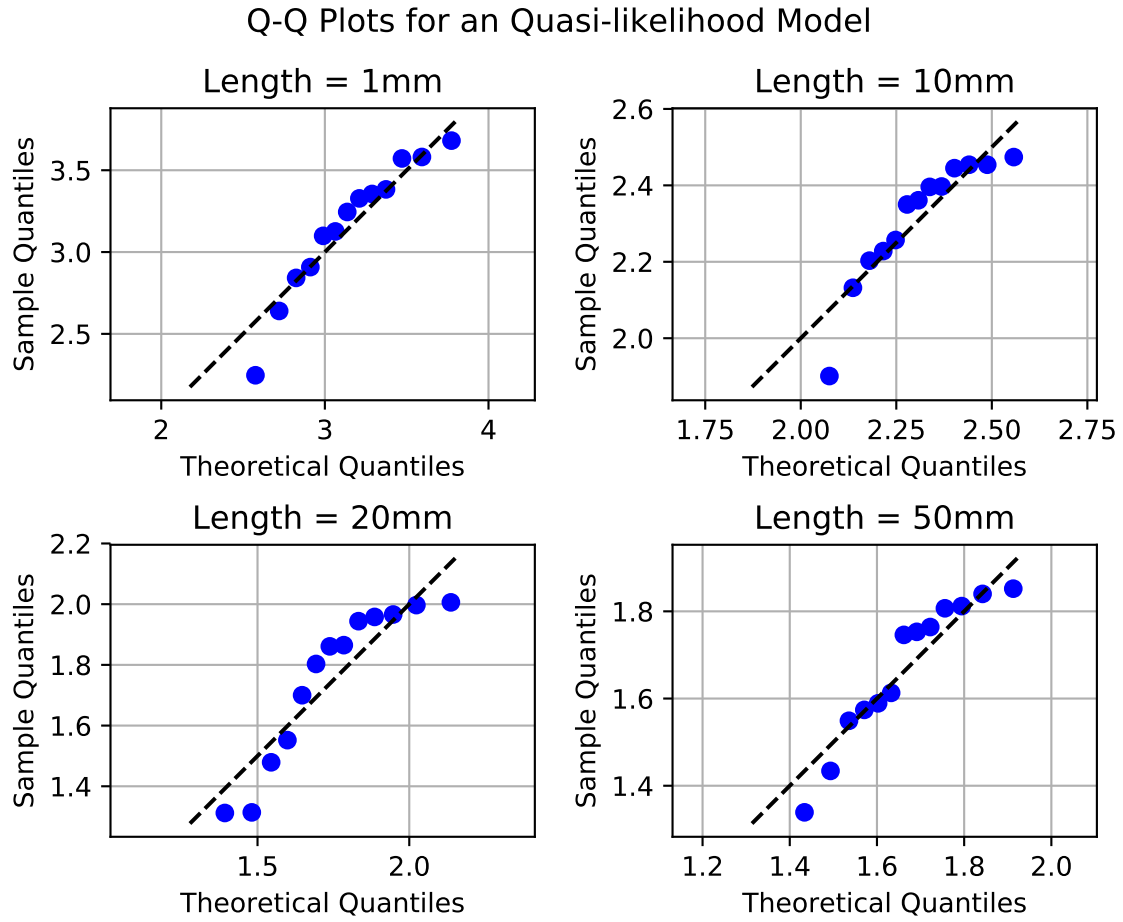 Q-Q Plots for an Quasi-likelihood Model
Length = 1mm
3.5
3.0
2.5
Sample Quantiles
2
3
4
Theoretical Quantiles
Length = 10mm
2.6
2.4
2.2
2.0
Sample Quantiles
1.75
2.00
2.25
2.50
2.75
Theoretical Quantiles
Length = 20mm
2.2
2.0
1.8
1.6
1.4
Sample Quantiles
1.5
2.0
Theoretical Quantiles
Length = 50mm
1.8
1.6
1.4
Sample Quantiles
1.2
1.4
1.6
1.8
2.0
Theoretical Quantiles